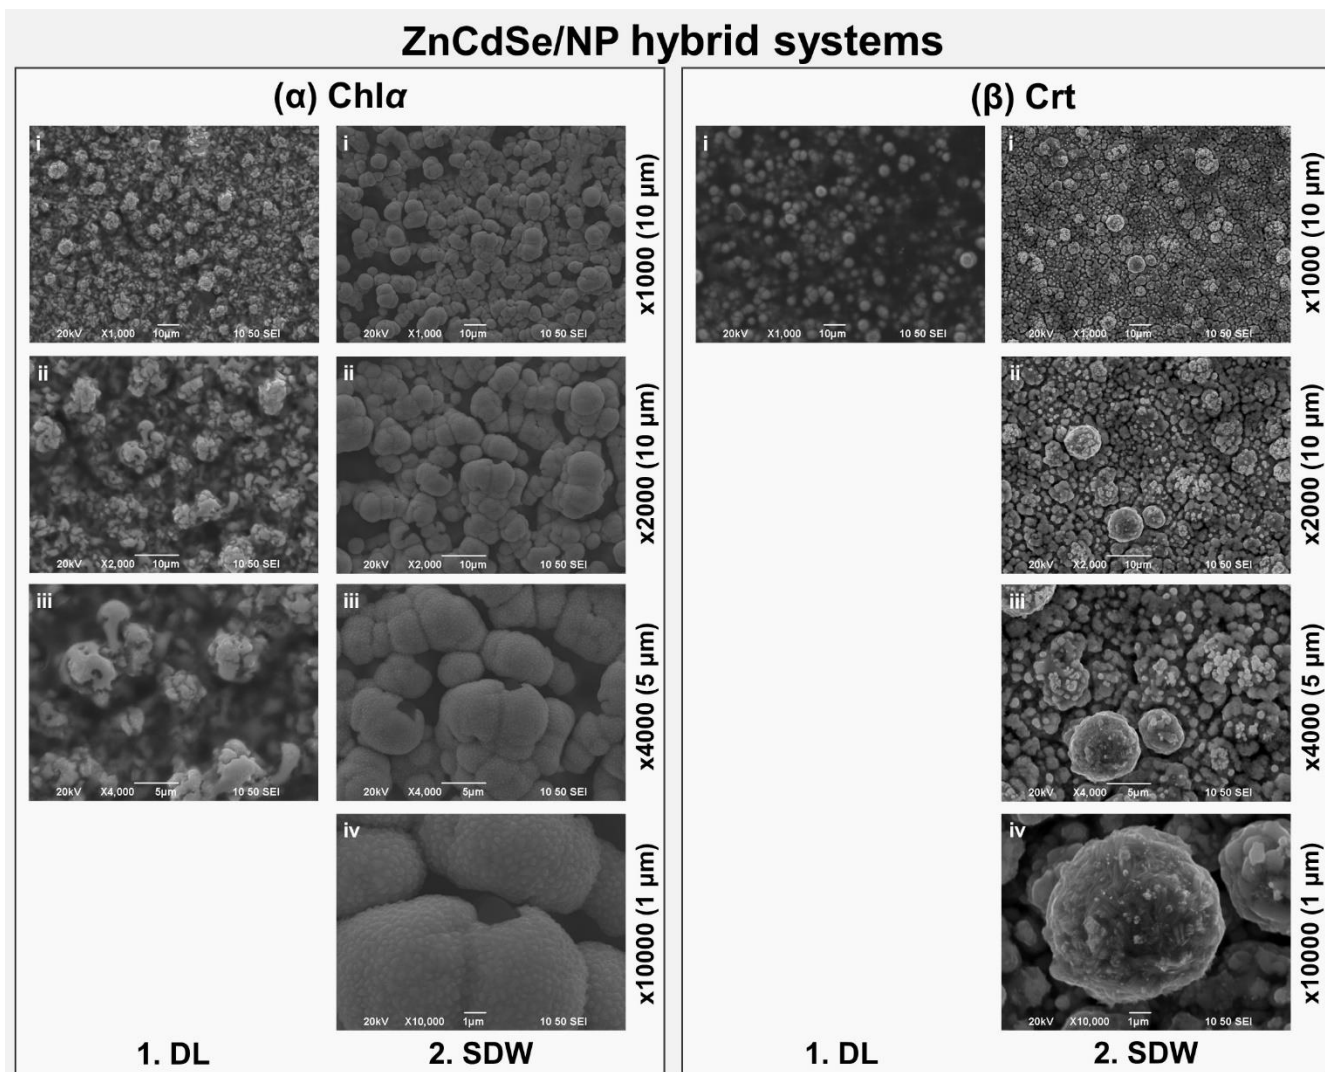 ZnCdSe/NP hybrid systems
(α) Chlα
i
20kV X1,000 10μm 10 50 SEI
i
20kV X1,000 10μm 10 50 SEI
x1000 (10 μm)
ii
20kV X2,000 10μm 10 50 SEI
ii
20kV X2,000 10μm 10 50 SEI
x2000 (10 μm)
iii
20kV X4,000 5μm 10 50 SEI
iii
20kV X4,000 5μm 10 50 SEI
x4000 (5 μm)
iv
20kV X10,000 1μm 10 50 SEI
x10000 (1 μm)
1. DL
2. SDW
(β) Crt
i
20kV X1,000 10μm 10 50 SEI
i
20kV X1,000 10μm 10 50 SEI
x1000 (10 μm)
ii
20kV X2,000 10μm 10 50 SEI
x2000 (10 μm)
iii
20kV X4,000 5μm 10 50 SEI
x4000 (5 μm)
iv
20kV X10,000 1μm 10 50 SEI
x10000 (1 μm)
1. DL
2. SDW